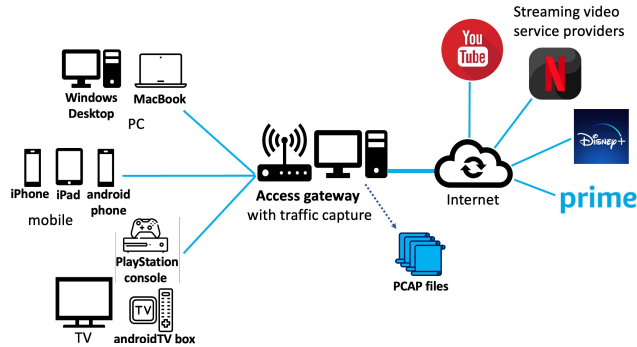 Streaming video
service providers
You
Tube
N
Disney+
prime
Windows
Desktop
MacBook
PC
iPhone
iPad
android
phone
mobile
Access gateway
with traffic capture
Internet
PlayStation
console
PCAP files
TV
TV
androidTV box